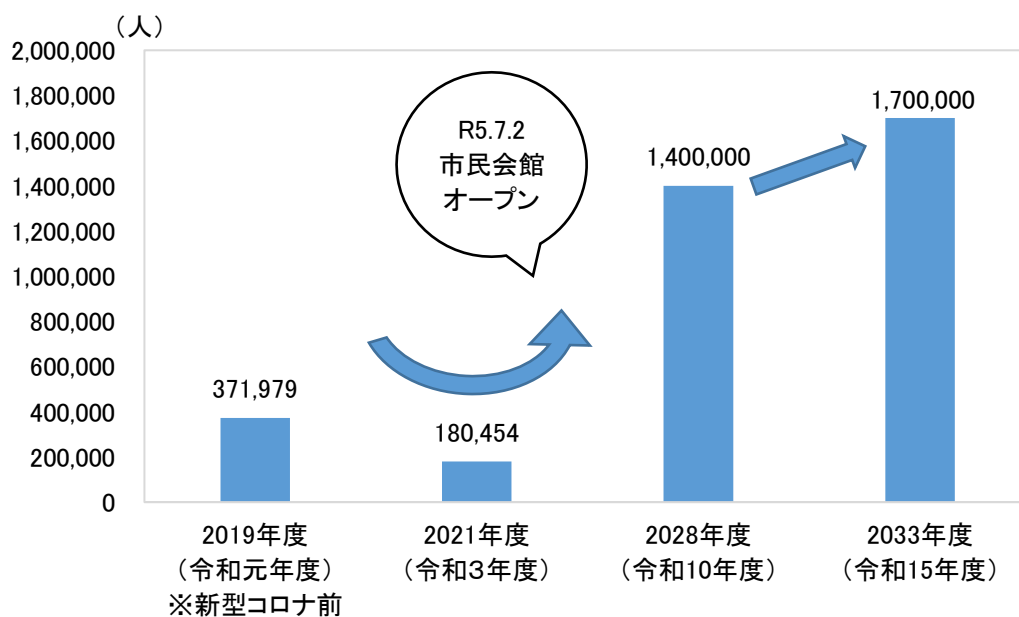 （人）
2,000,000
1,800,000
1,600,000
1,400,000
1,200,000
1,000,000
800,000
600,000
400,000
200,000
0
R5.7.2
市民会館
オープン
371,979
180,454
1,400,000
1,700,000
2019年度
（令和元年度）
※新型コロナ前
2021年度
（令和３年度）
2028年度
（令和10年度）
2033年度
（令和15年度）